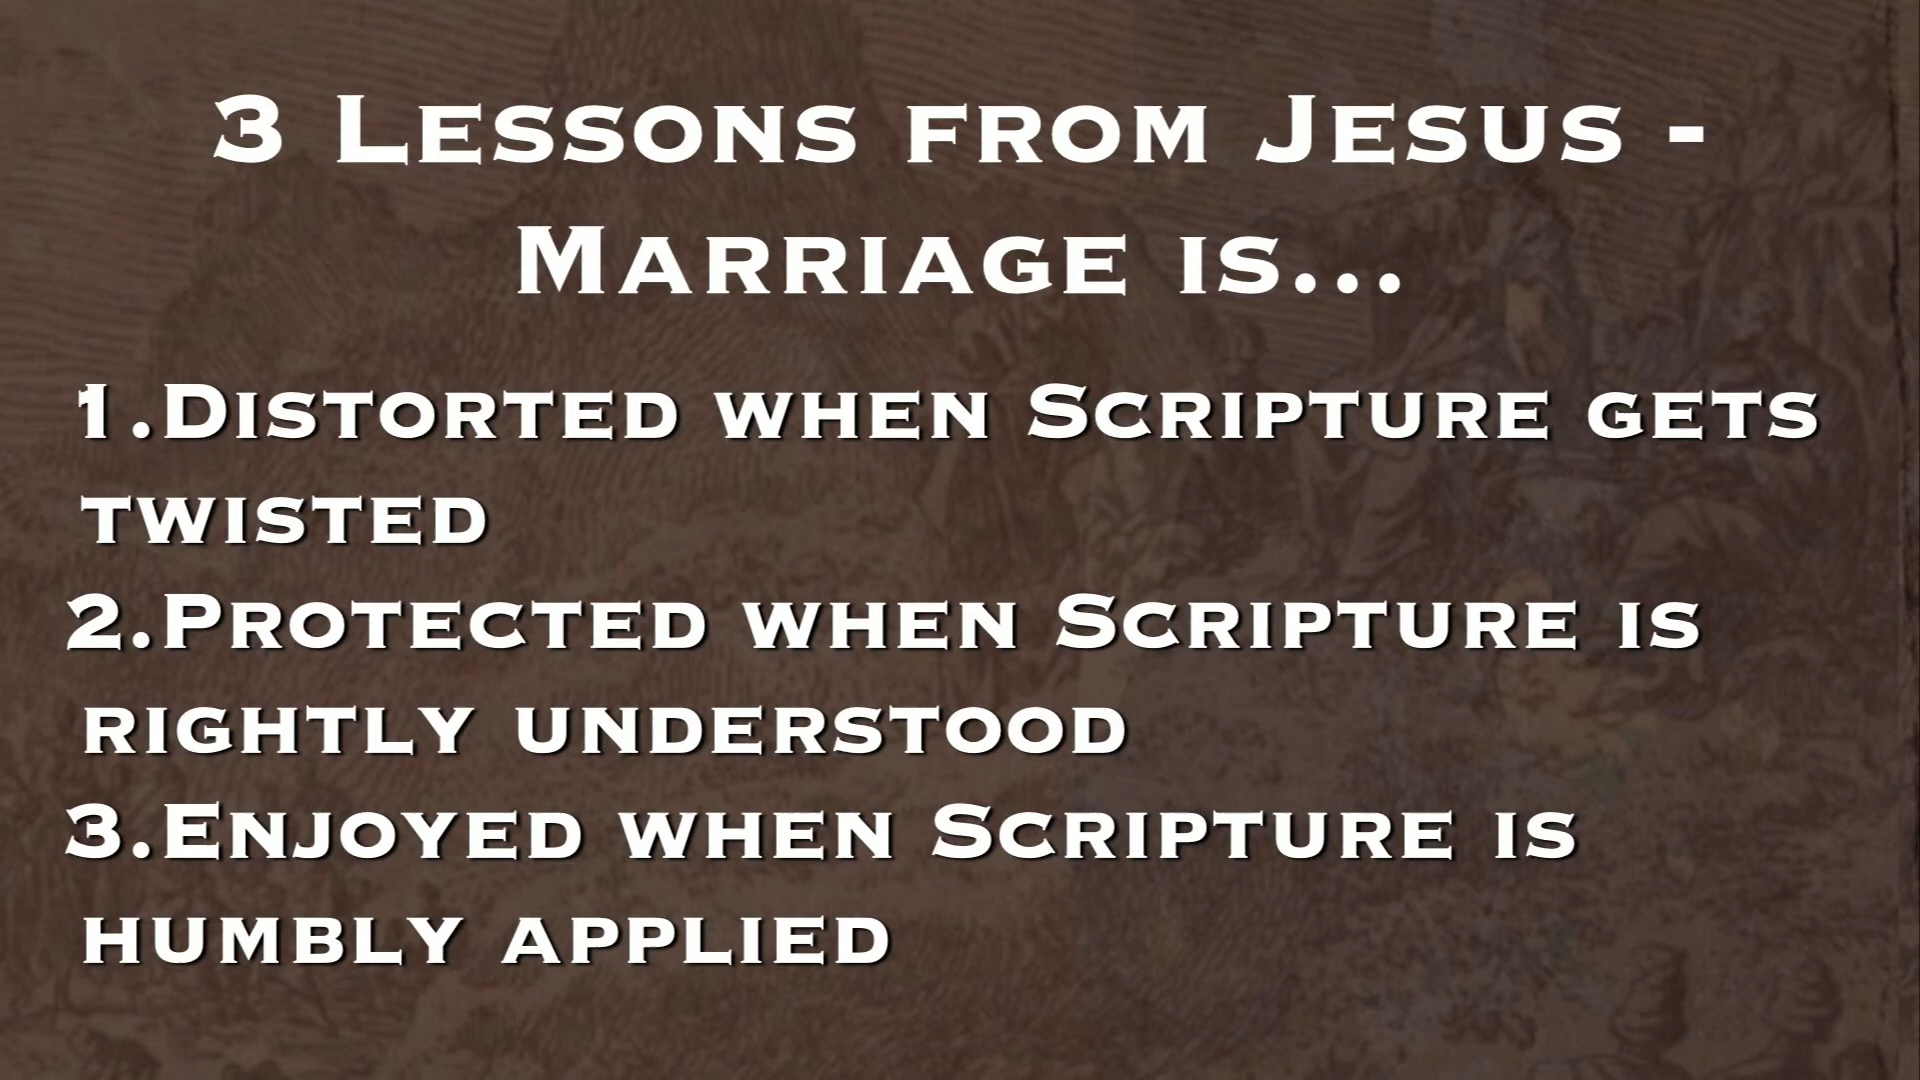 3 Lessons from Jesus -
Marriage is...
1.Distorted when Scripture gets
twisted
2.Protected when Scripture is
rightly understood
3.Enjoyed when Scripture is
humbly applied